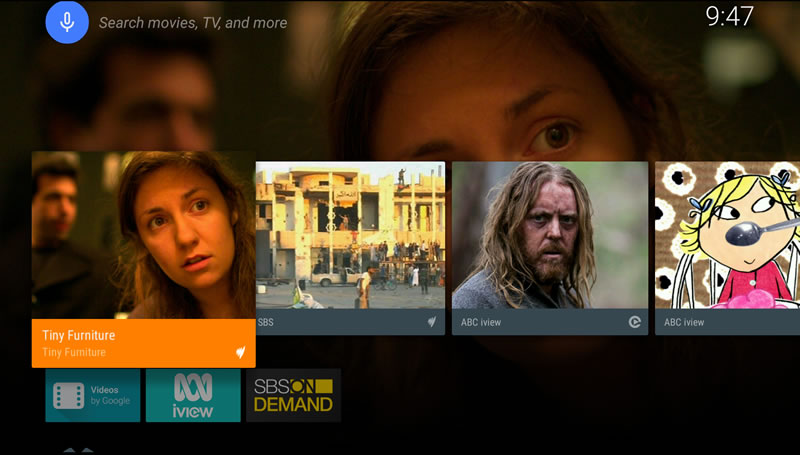 Search movies, TV, and more
9:47
Tiny Furniture
Tiny Furniture
SBS
ABC iview
ABC iview
Videos
by Google
iview
SBS ON
DEMAND